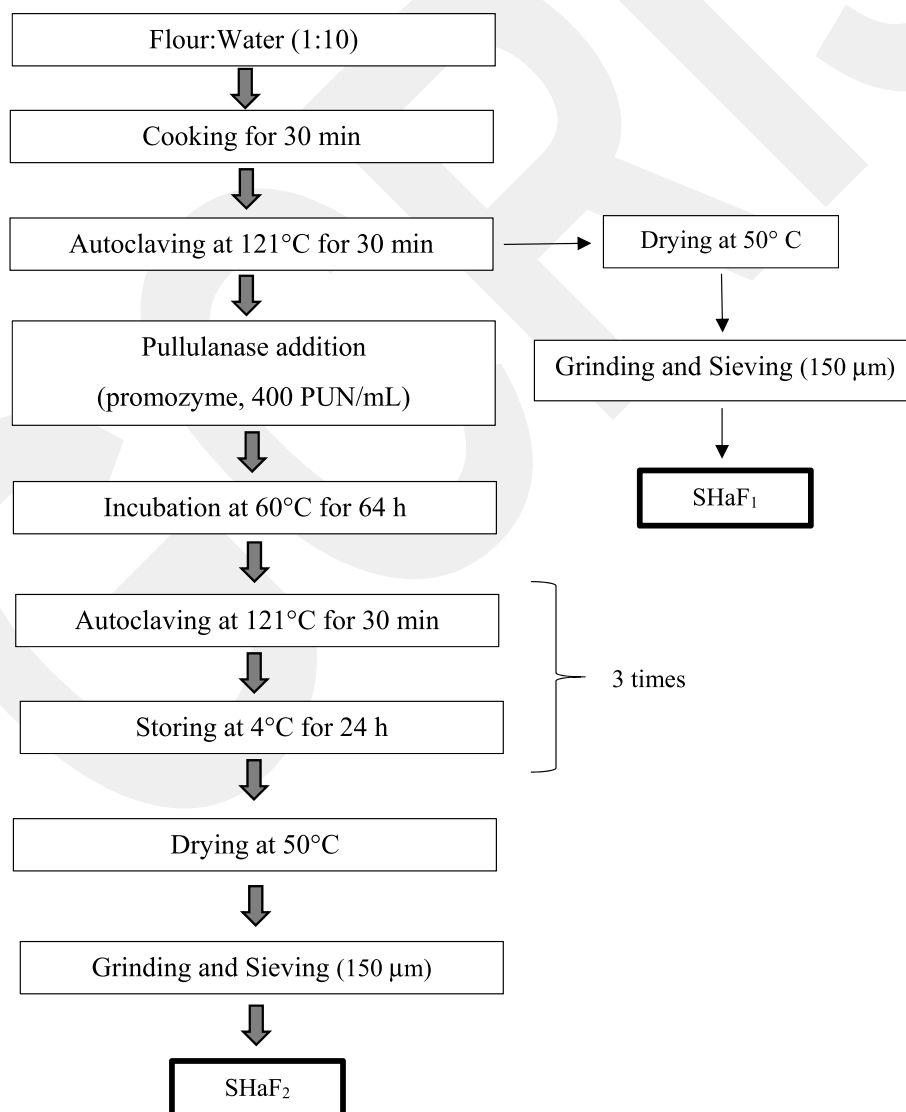 Flour:Water (1:10)
Cooking for 30 min
Autoclaving at 121°C for 30 min
Drying at 50° C
Pullulanase addition
(promozyme, 400 PUN/mL)
Grinding and Sieving (150 µm)
SHaF₁
Incubation at 60°C for 64 h
Autoclaving at 121°C for 30 min
3 times
Storing at 4°C for 24 h
Drying at 50°C
Grinding and Sieving (150 µm)
SHaF₂